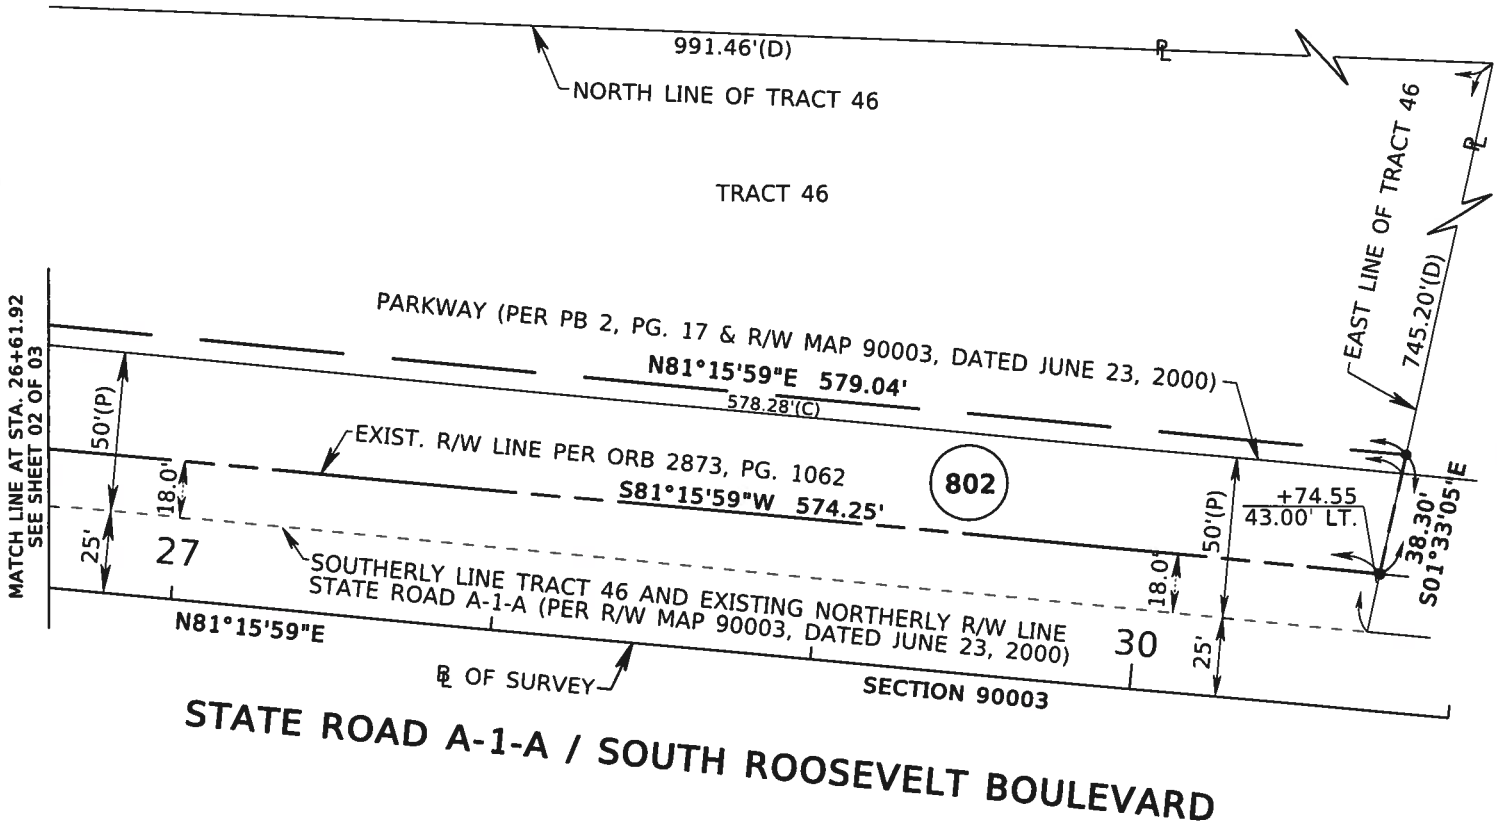 991.46'(D)
NORTH LINE OF TRACT 46
TRACT 46
EAST LINE OF TRACT 46
745.20'(D)
PARKWAY (PER PB 2, PG. 17 & R/W MAP 90003, DATED JUNE 23, 2000)
N81°15'59"E 579.04'
578.28'(C)
MATCH LINE AT STA. 26+61.92
SEE SHEET 02 OF 03
50'(P)
EXIST. R/W LINE PER ORB 2873, PG. 1062
S81°15'59"W 574.25'
802
18.0'
25'
27
50'(P)
+74.55
43.00' LT.
38.30'
S01°33'05"E
18.0'
SOUTHERLY LINE TRACT 46 AND EXISTING NORTHERLY R/W LINE
STATE ROAD A-1-A (PER R/W MAP 90003, DATED JUNE 23, 2000)
30
25'
N81°15'59"E
BL OF SURVEY
SECTION 90003
STATE ROAD A-1-A / SOUTH ROOSEVELT BOULEVARD
PL
PL